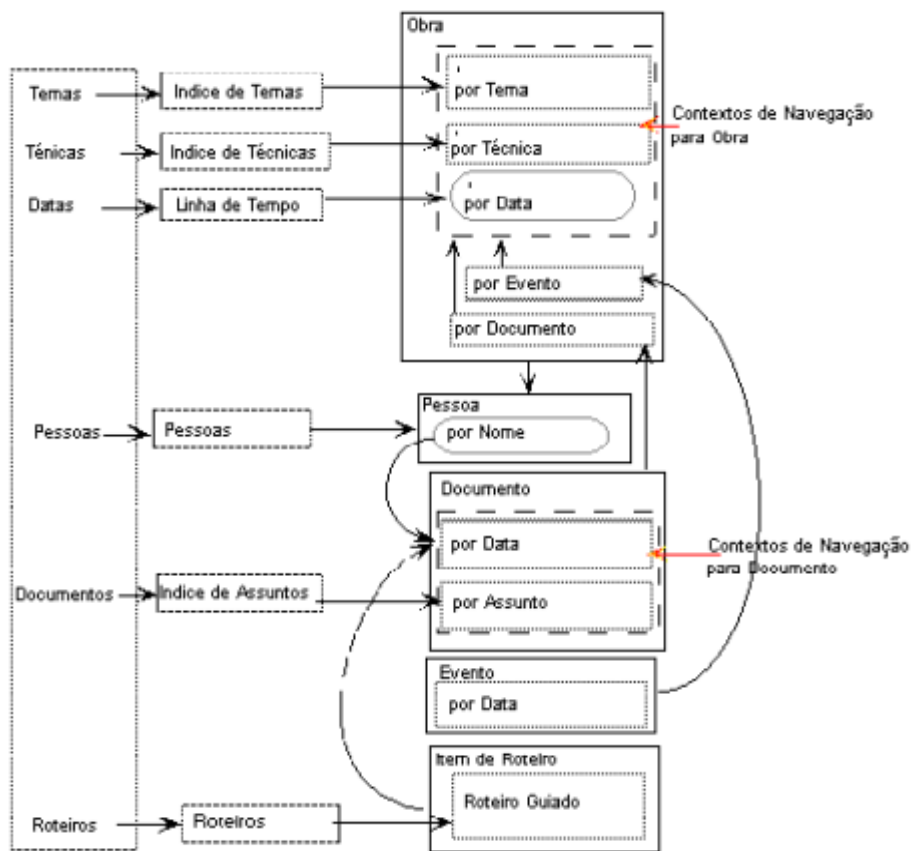 Obra
Temas
Indice de Temas
por Tema
Contextos de Navegação
para Obra
Ténicas
Indice de Técnicas
por Técnica
Datas
Linha de Tempo
por Data
por Evento
por Documento
Pessoa
Pessoas
Pessoas
por Nome
Documento
por Data
Contextos de Navegação
para Documento
Documentos
Indice de Assuntos
por Assunto
Evento
por Data
Item de Roteiro
Roteiro Guiado
Roteiros
Roteiros